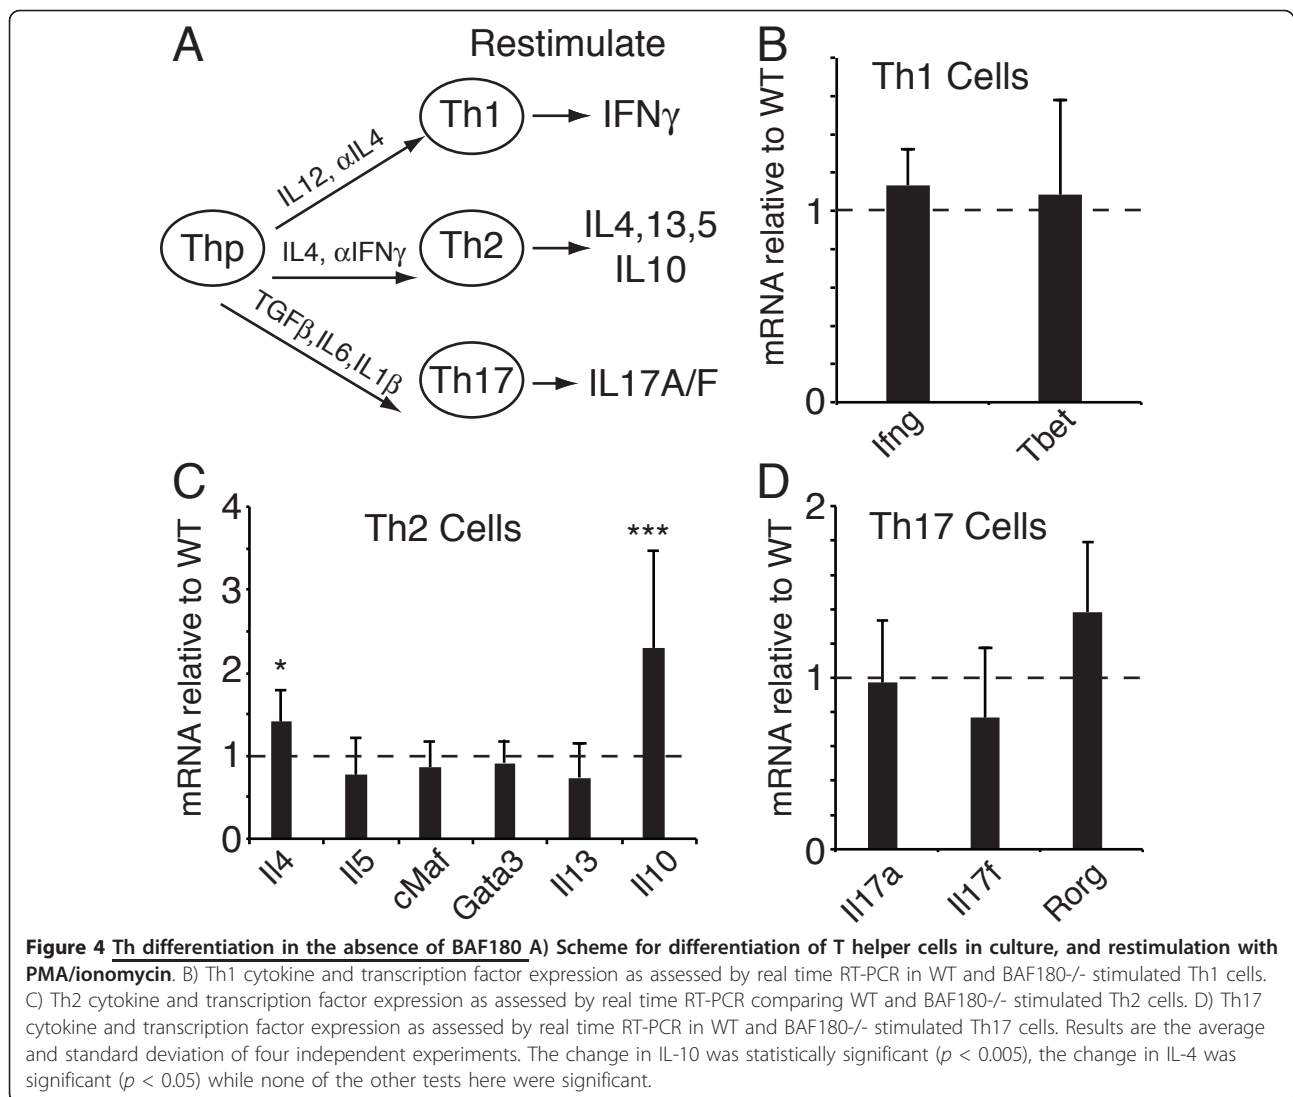 A
Restimulate
Th1
IFNγ
IL12, αIL4
Thp
IL4, αIFNγ
Th2
IL4,13,5
IL10
TGFβ,IL6,IL1β
Th17
IL17A/F
B
Th1 Cells
mRNA relative to WT
1
0
Ifng
Tbet
C
Th2 Cells
mRNA relative to WT
4
3
2
1
0
*
***
Il4
Il5
cMaf
Gata3
Il13
Il10
D
Th17 Cells
mRNA relative to WT
2
1
0
Il17a
Il17f
Rorg
Figure 4 Th differentiation in the absence of BAF180 A) Scheme for differentiation of T helper cells in culture, and restimulation with
PMA/ionomycin. B) Th1 cytokine and transcription factor expression as assessed by real time RT-PCR in WT and BAF180-/- stimulated Th1 cells.
C) Th2 cytokine and transcription factor expression as assessed by real time RT-PCR comparing WT and BAF180-/- stimulated Th2 cells. D) Th17
cytokine and transcription factor expression as assessed by real time RT-PCR in WT and BAF180-/- stimulated Th17 cells. Results are the average
and standard deviation of four independent experiments. The change in IL-10 was statistically significant (p < 0.005), the change in IL-4 was
significant (p < 0.05) while none of the other tests here were significant.